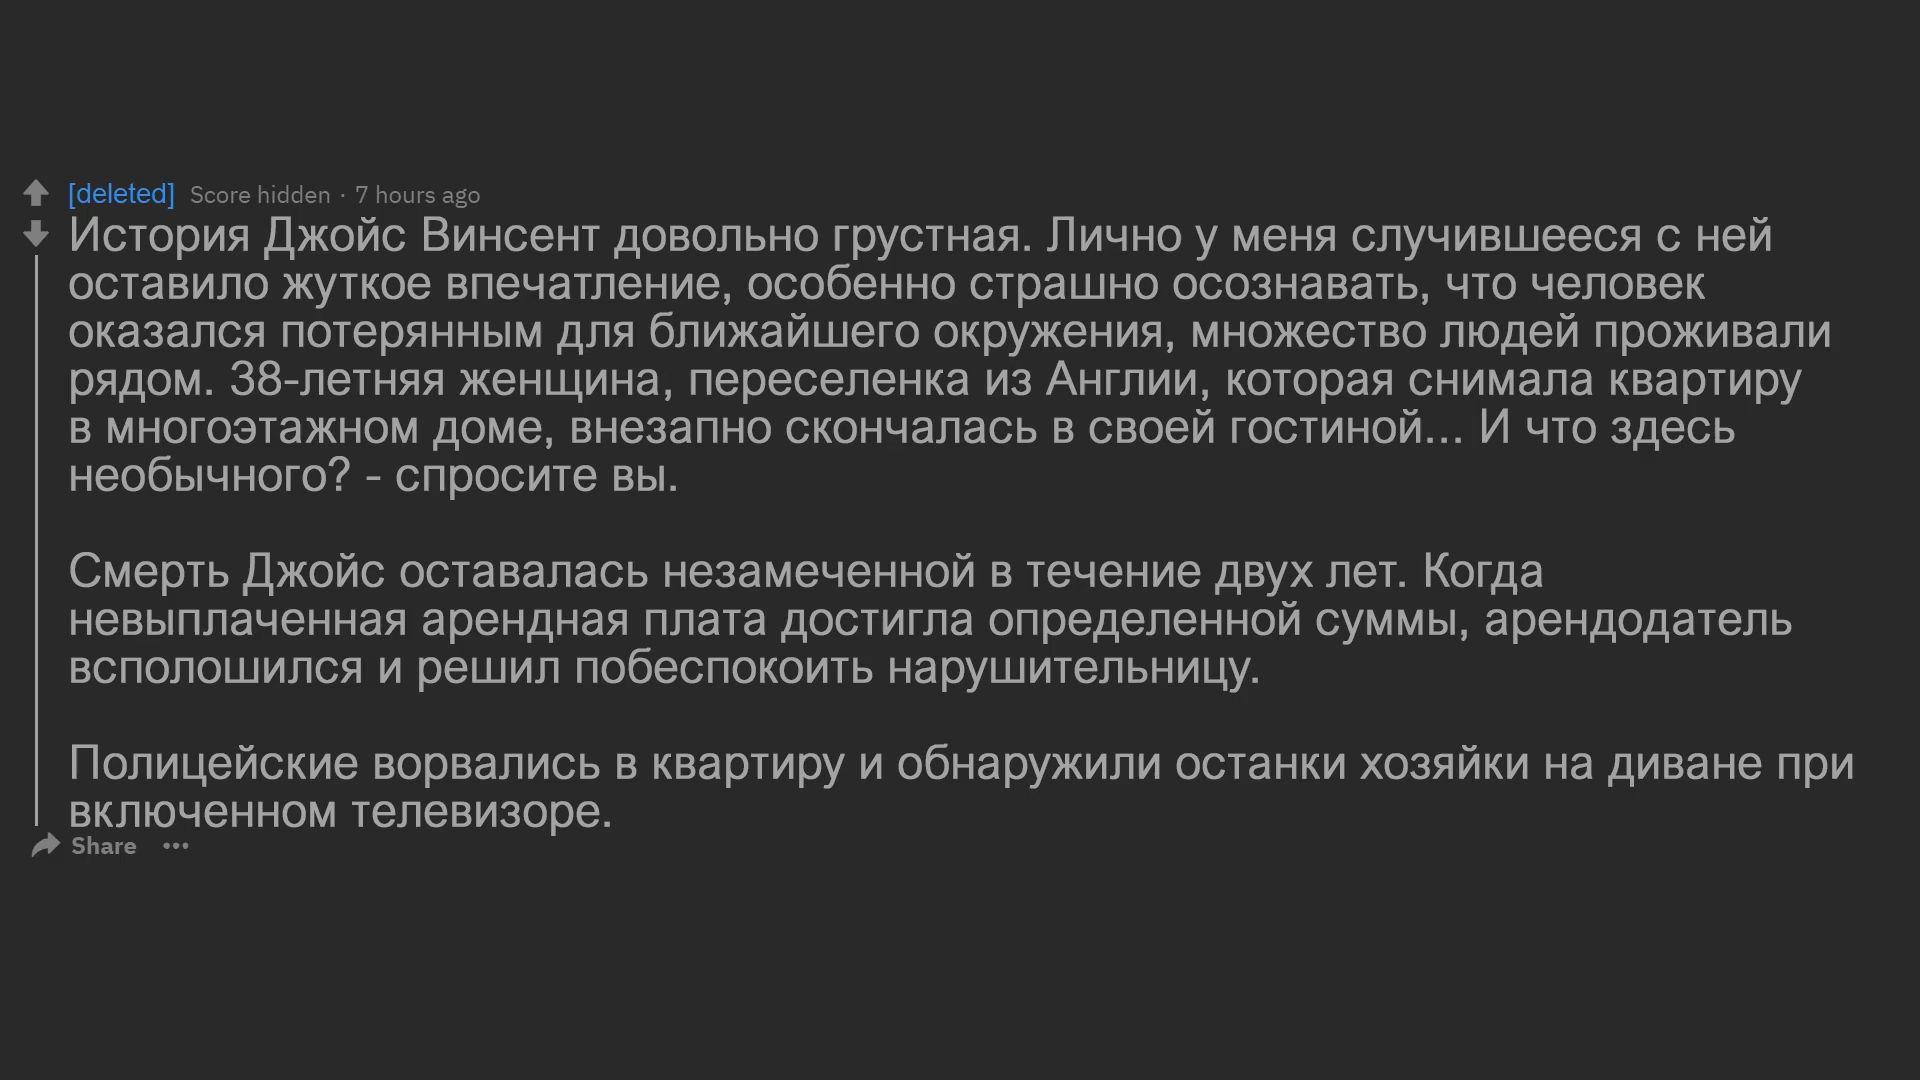 [deleted] Score hidden · 7 hours ago
История Джойс Винсент довольно грустная. Лично у меня случившееся с ней
оставило жуткое впечатление, особенно страшно осознавать, что человек
оказался потерянным для ближайшего окружения, множество людей проживали
рядом. 38-летняя женщина, переселенка из Англии, которая снимала квартиру
в многоэтажном доме, внезапно скончалась в своей гостиной... И что здесь
необычного? - спросите вы.
Смерть Джойс оставалась незамеченной в течение двух лет. Когда
невыплаченная арендная плата достигла определенной суммы, арендодатель
всполошился и решил побеспокоить нарушительницу.
Полицейские ворвались в квартиру и обнаружили останки хозяйки на диване при
включенном телевизоре.
Share ···